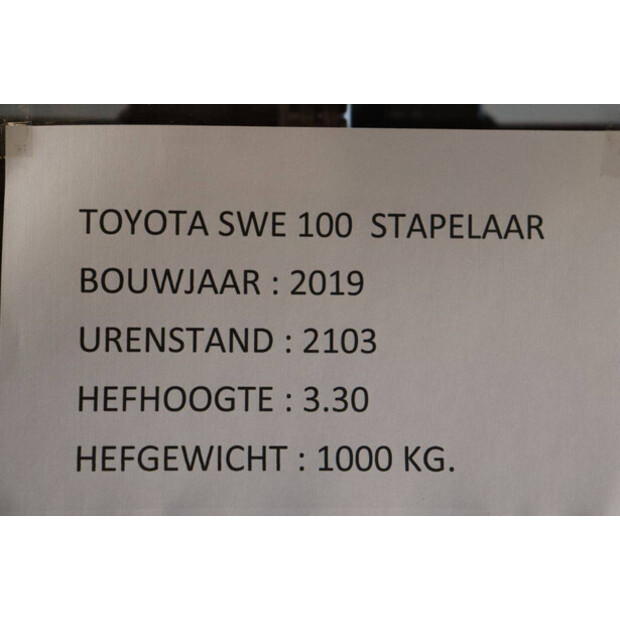 TOYOTA SWE 100 STAPELAAR
BOUWJAAR : 2019
URENSTAND : 2103
HEFHOOGTE : 3.30
HEFGEWICHT : 1000 KG.